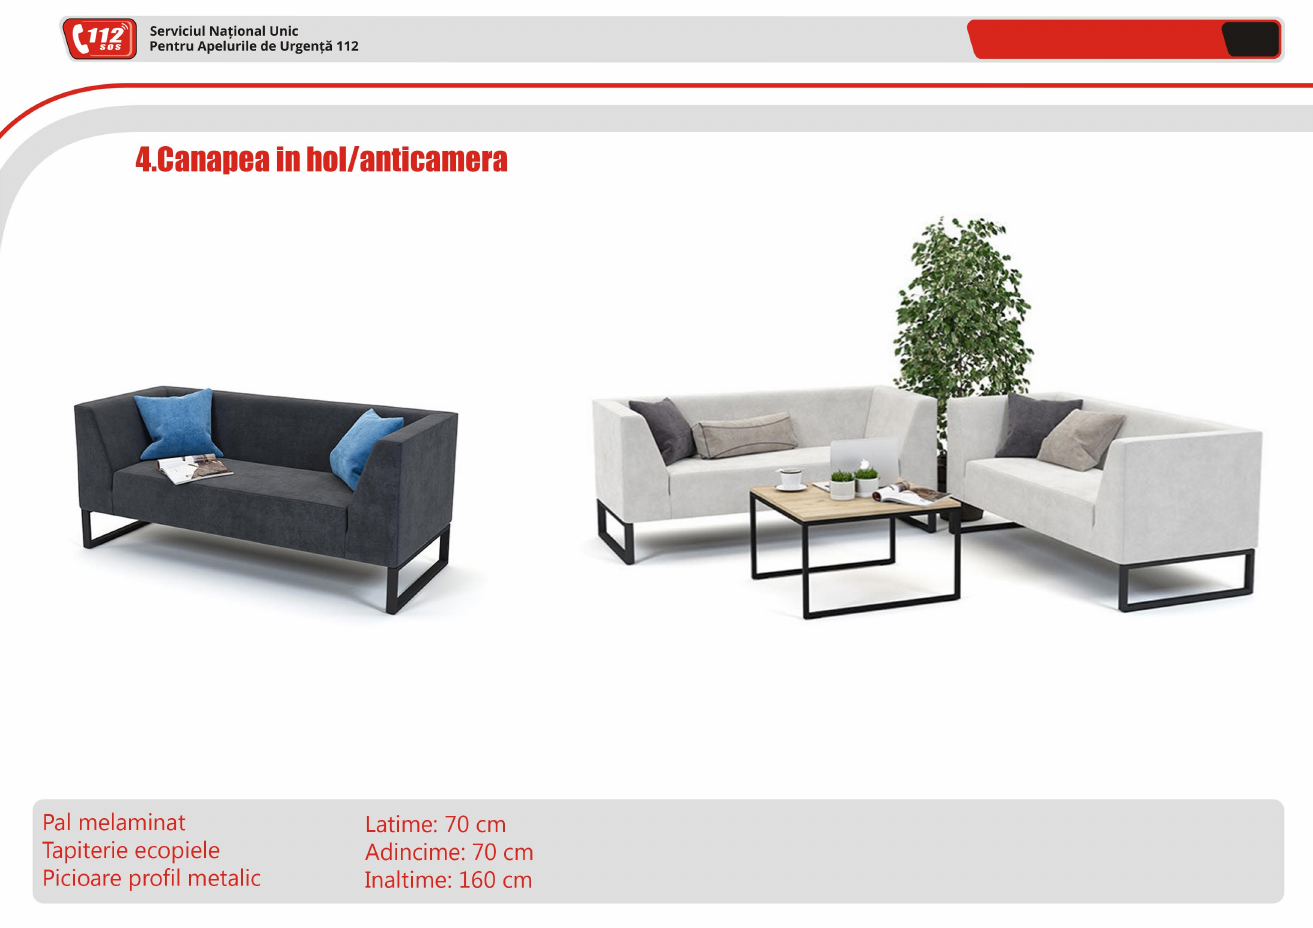 112
SOS
Serviciul Național Unic
Pentru Apelurile de Urgență 112
4.Canapea in hol/anticamera
Pal melaminat
Tapiterie ecopiele
Picioare profil metalic
Latime: 70 cm
Adincime: 70 cm
Inaltime: 160 cm